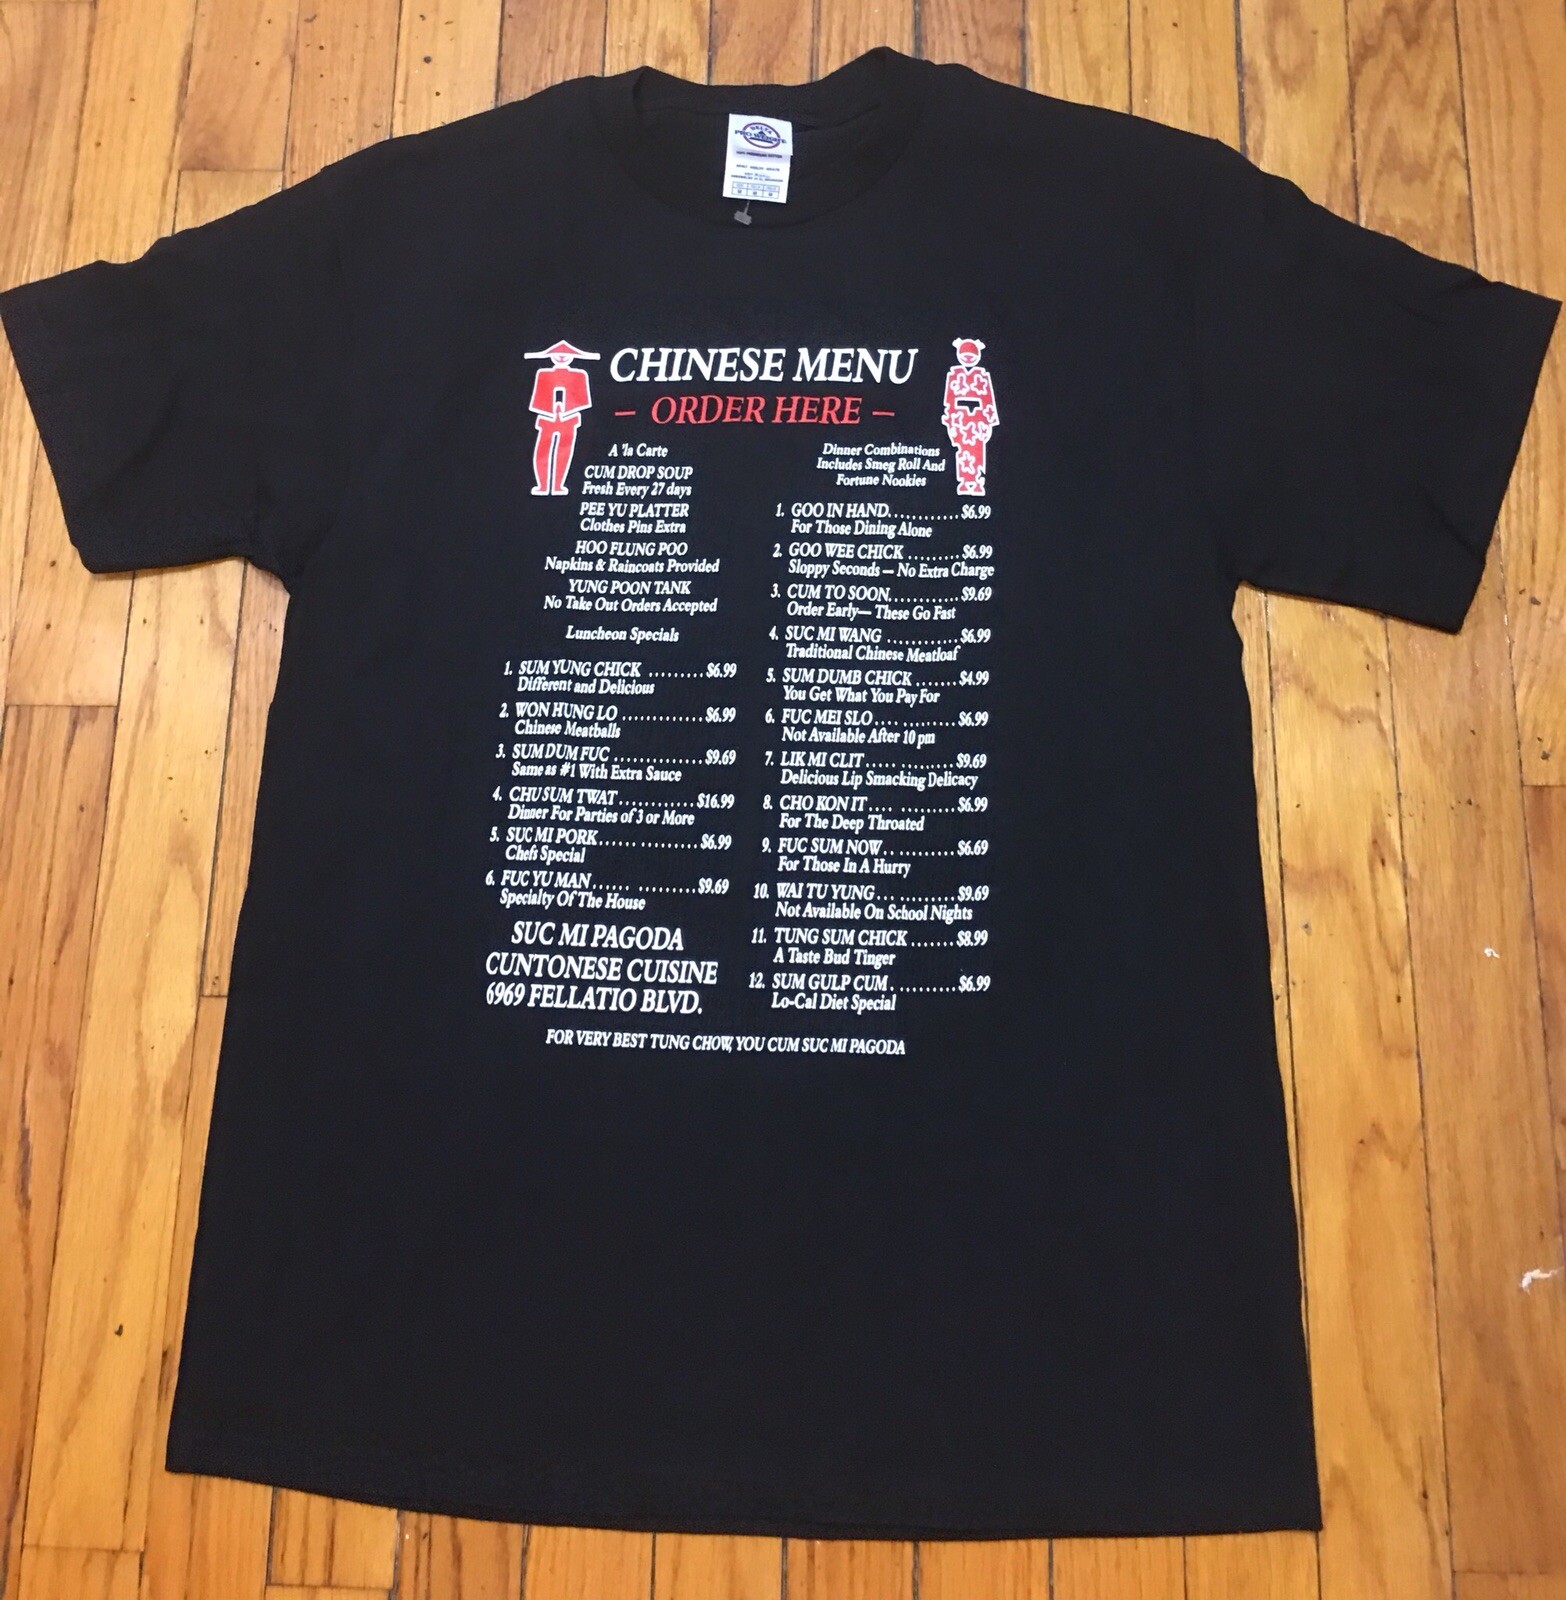 DELTA
PRO WEIGHT
CHINESE MENU
– ORDER HERE –
A 'la Carte
CUM DROP SOUP
Fresh Every 27 days
PEE YU PLATTER
Clothes Pins Extra
HOO FLUNG POO
Napkins & Raincoats Provided
YUNG POON TANK
No Take Out Orders Accepted
Luncheon Specials
1. SUM YUNG CHICK .........$6.99
Different and Delicious
2. WON HUNG LO .............$6.99
Chinese Meatballs
3. SUM DUM FUC .............$9.69
Same as #1 With Extra Sauce
4. CHU SUM TWAT............$16.99
Dinner For Parties of 3 or More
5. SUC MI PORK...... .........$6.99
Chefs Special
6. FUC YU MAN...... .........$9.69
Specialty Of The House
SUC MI PAGODA
CUNTONESE CUISINE
6969 FELLATIO BLVD.
Dinner Combinations
Includes Smeg Roll And
Fortune Nookies
1. GOO IN HAND............$6.99
For Those Dining Alone
2. GOO WEE CHICK .........$6.99
Sloppy Seconds — No Extra Charge
3. CUM TO SOON............$9.69
Order Early— These Go Fast
4. SUC MI WANG .............$6.99
Traditional Chinese Meatloaf
5. SUM DUMB CHICK .......$4.99
You Get What You Pay For
6. FUC MEI SLO .... .........$6.99
Not Available After 10 pm
7. LIK MI CLIT ..... .........$9.69
Delicious Lip Smacking Delicacy
8. CHO KON IT .... .........$6.99
For The Deep Throated
9. FUC SUM NOW.. ..........$6.69
For Those In A Hurry
10. WAI TU YUNG... .........$9.69
Not Available On School Nights
11. TUNG SUM CHICK .......$8.99
A Taste Bud Tinger
12. SUM GULP CUM. .........$6.99
Lo-Cal Diet Special
FOR VERY BEST TUNG CHOW, YOU CUM SUC MI PAGODA